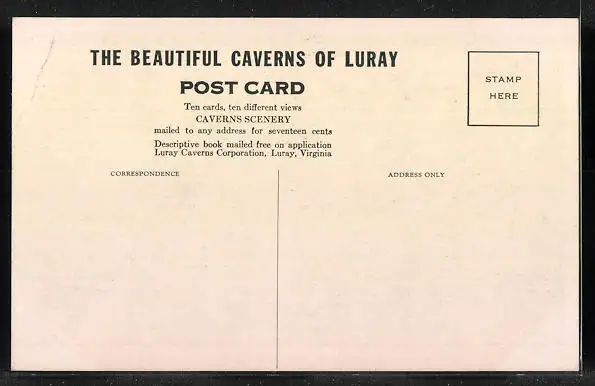 THE BEAUTIFUL CAVERNS OF LURAY
POST CARD
Ten cards, ten different views
CAVERNS SCENERY
mailed to any address for seventeen cents
Descriptive book mailed free on application
Luray Caverns Corporation, Luray, Virginia
STAMP
HERE
CORRESPONDENCE
ADDRESS ONLY